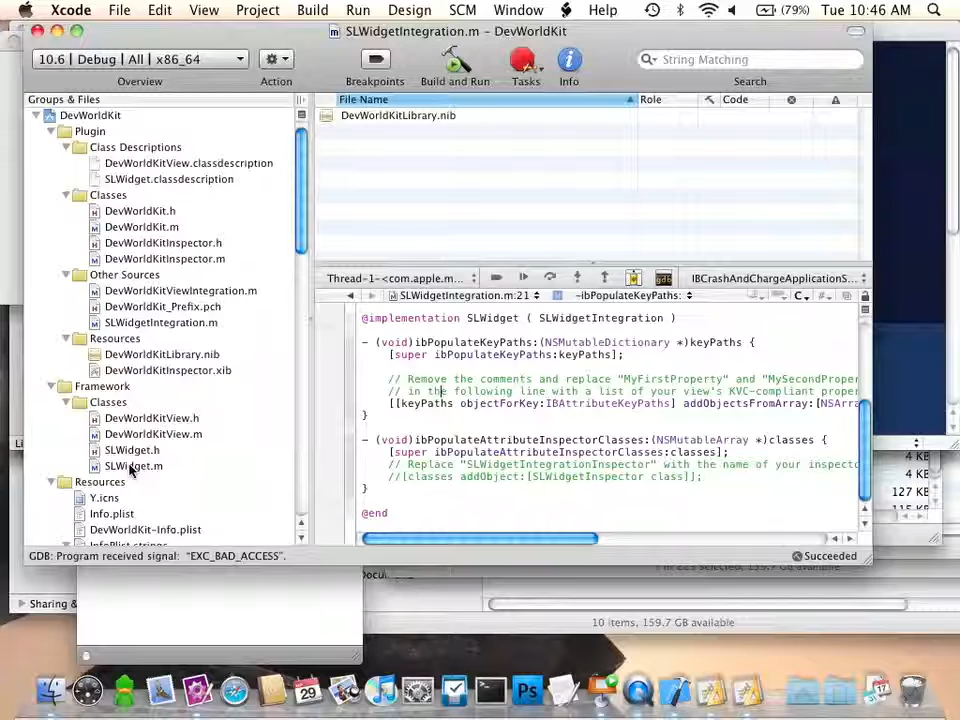 Xcode File Edit View Project Build Run Design SCM Window Help (79%) Tue 10:46 AM
SLWidgetIntegration.m – DevWorldKit
10.6 | Debug | All | x86_64
String Matching
Overview Action Breakpoints Build and Run Tasks Info Search
Groups & Files
File Name Role Code
DevWorldKit
DevWorldKitLibrary.nib
Plugin
Class Descriptions
DevWorldKitView.classdescription
SLWidget.classdescription
Classes
DevWorldKit.h
DevWorldKit.m
DevWorldKitInspector.h
DevWorldKitInspector.m
Other Sources
DevWorldKitViewIntegration.m
DevWorldKit_Prefix.pch
SLWidgetIntegration.m
Resources
DevWorldKitLibrary.nib
DevWorldKitInspector.xib
Framework
Classes
DevWorldKitView.h
DevWorldKitView.m
SLWidget.h
SLWidget.m
Resources
Y.icns
Info.plist
DevWorldKit-Info.plist
InfoPlist.strings
Thread-1-<com.apple.m... IBCrashAndChargeApplicationS...
SLWidgetIntegration.m:21 -ibPopulateKeyPaths:
@implementation SLWidget ( SLWidgetIntegration )
- (void)ibPopulateKeyPaths:(NSMutableDictionary *)keyPaths {
[super ibPopulateKeyPaths:keyPaths];
// Remove the comments and replace "MyFirstProperty" and "MySecondProper
// in the following line with a list of your view's KVC-compliant proper
[[keyPaths objectForKey:IBAttributeKeyPaths] addObjectsFromArray:[NSArra
}
- (void)ibPopulateAttributeInspectorClasses:(NSMutableArray *)classes {
[super ibPopulateAttributeInspectorClasses:classes];
// Replace "SLWidgetIntegrationInspector" with the name of your inspecto
//[classes addObject:[SLWidgetInspector class]];
}
@end
GDB: Program received signal: "EXC_BAD_ACCESS".
Succeeded
4 KB
4 KB
127 KB
Sharing &
10 items, 159.7 GB available
JUL
29
17
Ps